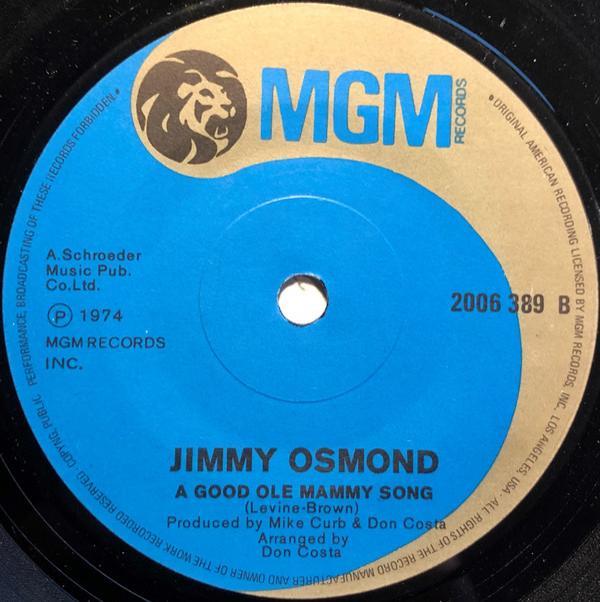 MGM
RECORDS
A.Schroeder
Music Pub.
Co.Ltd.
Ⓟ 1974
MGM RECORDS
INC.
2006 389 B
JIMMY OSMOND
A GOOD OLE MAMMY SONG
(Levine-Brown)
Produced by Mike Curb & Don Costa
Arranged by
Don Costa
•ORIGINAL AMERICAN RECORDING LICENSED BY MGM RECORDS, INC. LOS ANGELES, USA - ALL RIGHTS OF THE RECORD MANUFACTURER AND OWNER OF THE WORK RECORDED RESERVED. COPYING, PUBLIC PERFORMANCE, BROADCASTING OF THESE RECORDS FORBIDDEN.•